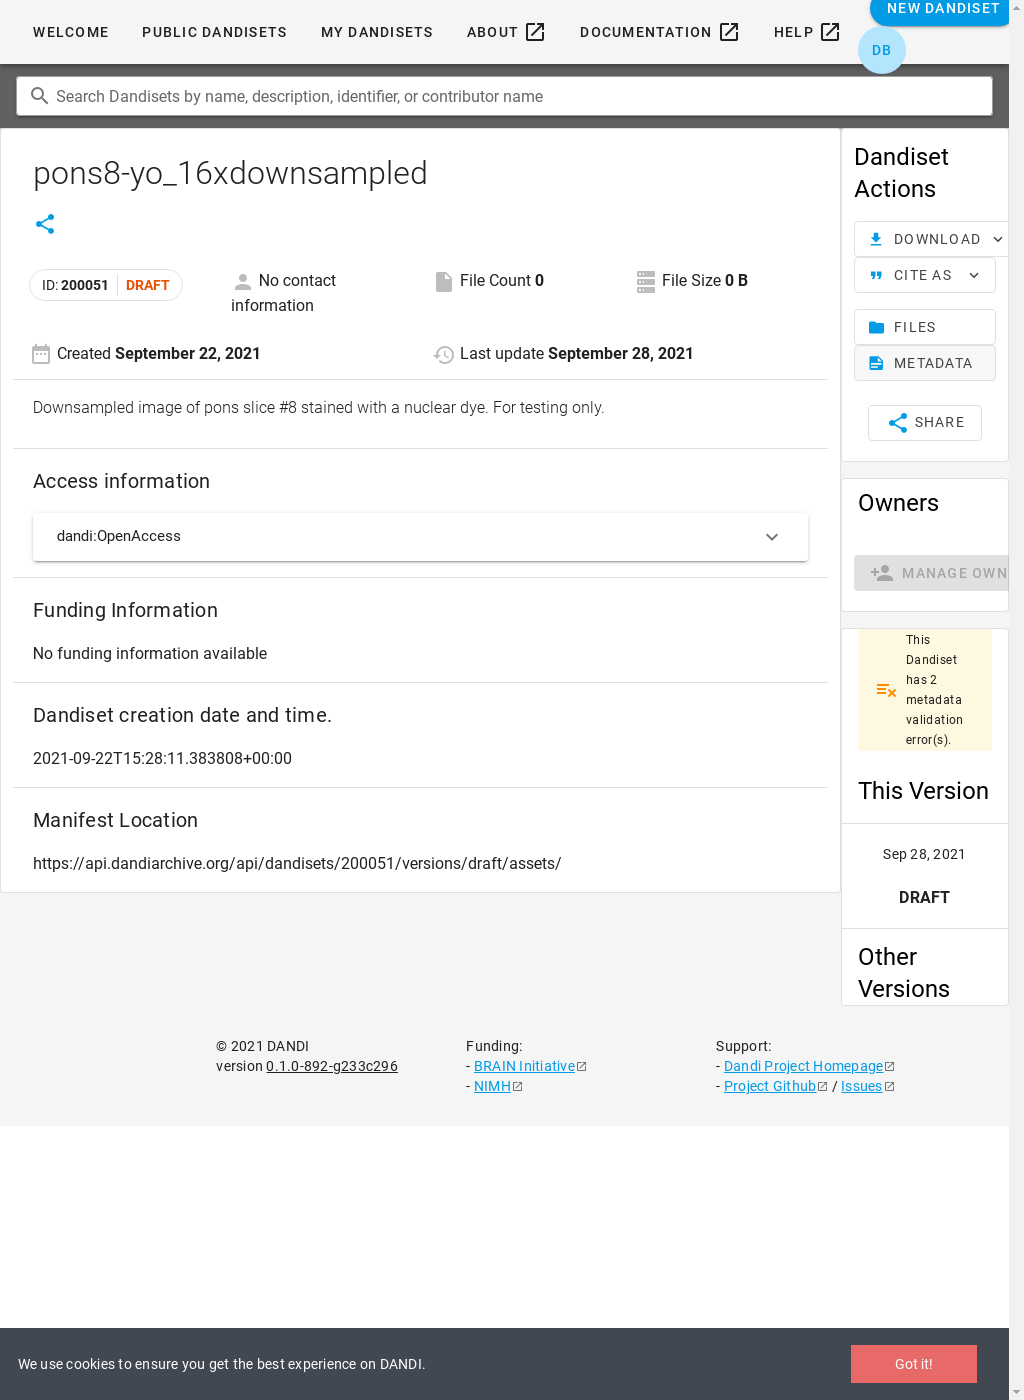 WELCOME PUBLIC DANDISETS MY DANDISETS ABOUT DOCUMENTATION HELP NEW DANDISET
DB
Search Dandisets by name, description, identifier, or contributor name
pons8-yo_16xdownsampled
ID: 200051 DRAFT
No contact
information
File Count 0
File Size 0 B
Created September 22, 2021
Last update September 28, 2021
Downsampled image of pons slice #8 stained with a nuclear dye. For testing only.
Access information
dandi:OpenAccess
Funding Information
No funding information available
Dandiset creation date and time.
2021-09-22T15:28:11.383808+00:00
Manifest Location
https://api.dandiarchive.org/api/dandisets/200051/versions/draft/assets/
Dandiset
Actions
DOWNLOAD
CITE AS
FILES
METADATA
SHARE
Owners
MANAGE OWN
This
Dandiset
has 2
metadata
validation
error(s).
This Version
Sep 28, 2021
DRAFT
Other
Versions
© 2021 DANDI
version 0.1.0-892-g233c296
Funding:
- BRAIN Initiative
- NIMH
Support:
- Dandi Project Homepage
- Project Github / Issues
We use cookies to ensure you get the best experience on DANDI.
Got it!